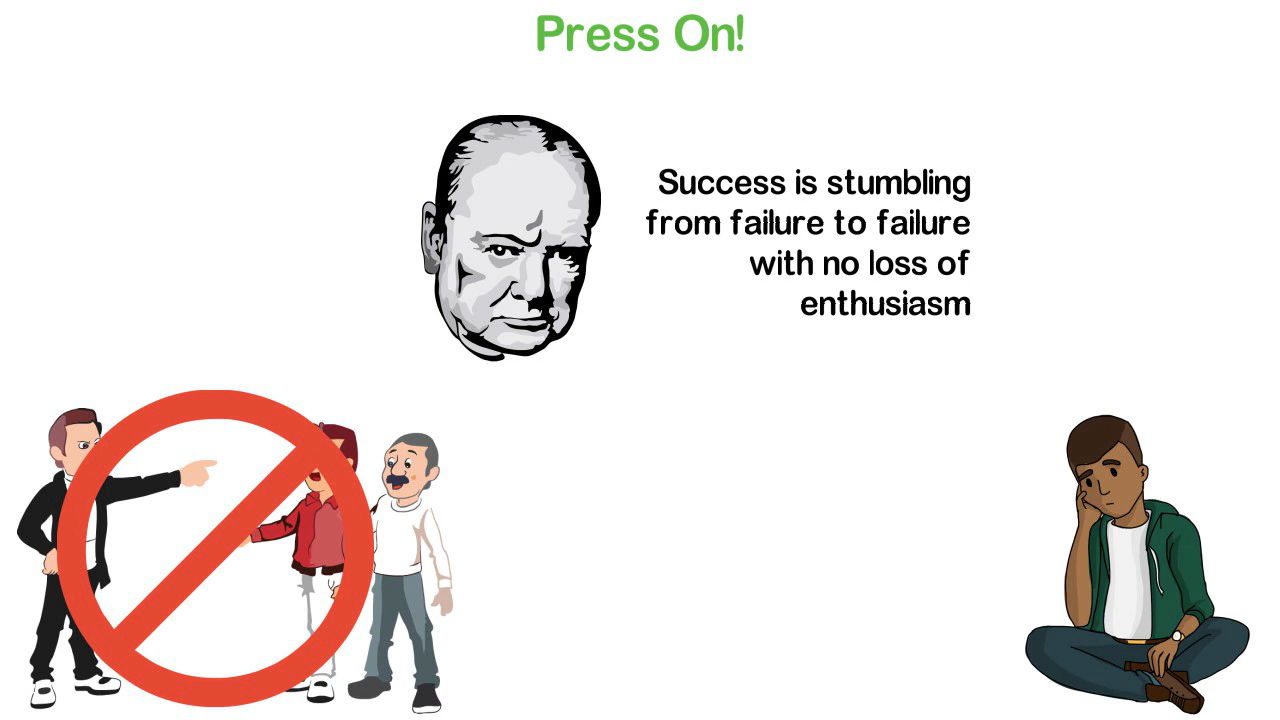 Press On!
Success is stumbling
from failure to failure
with no loss of
enthusiasm